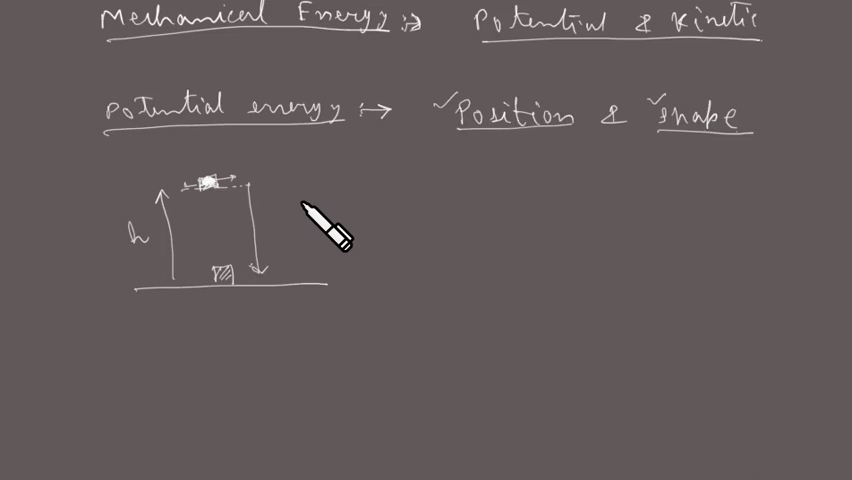 Mechanical Energy :→ Potential & Kinetic
Potential energy :→ ✓Position & ✓shape
h